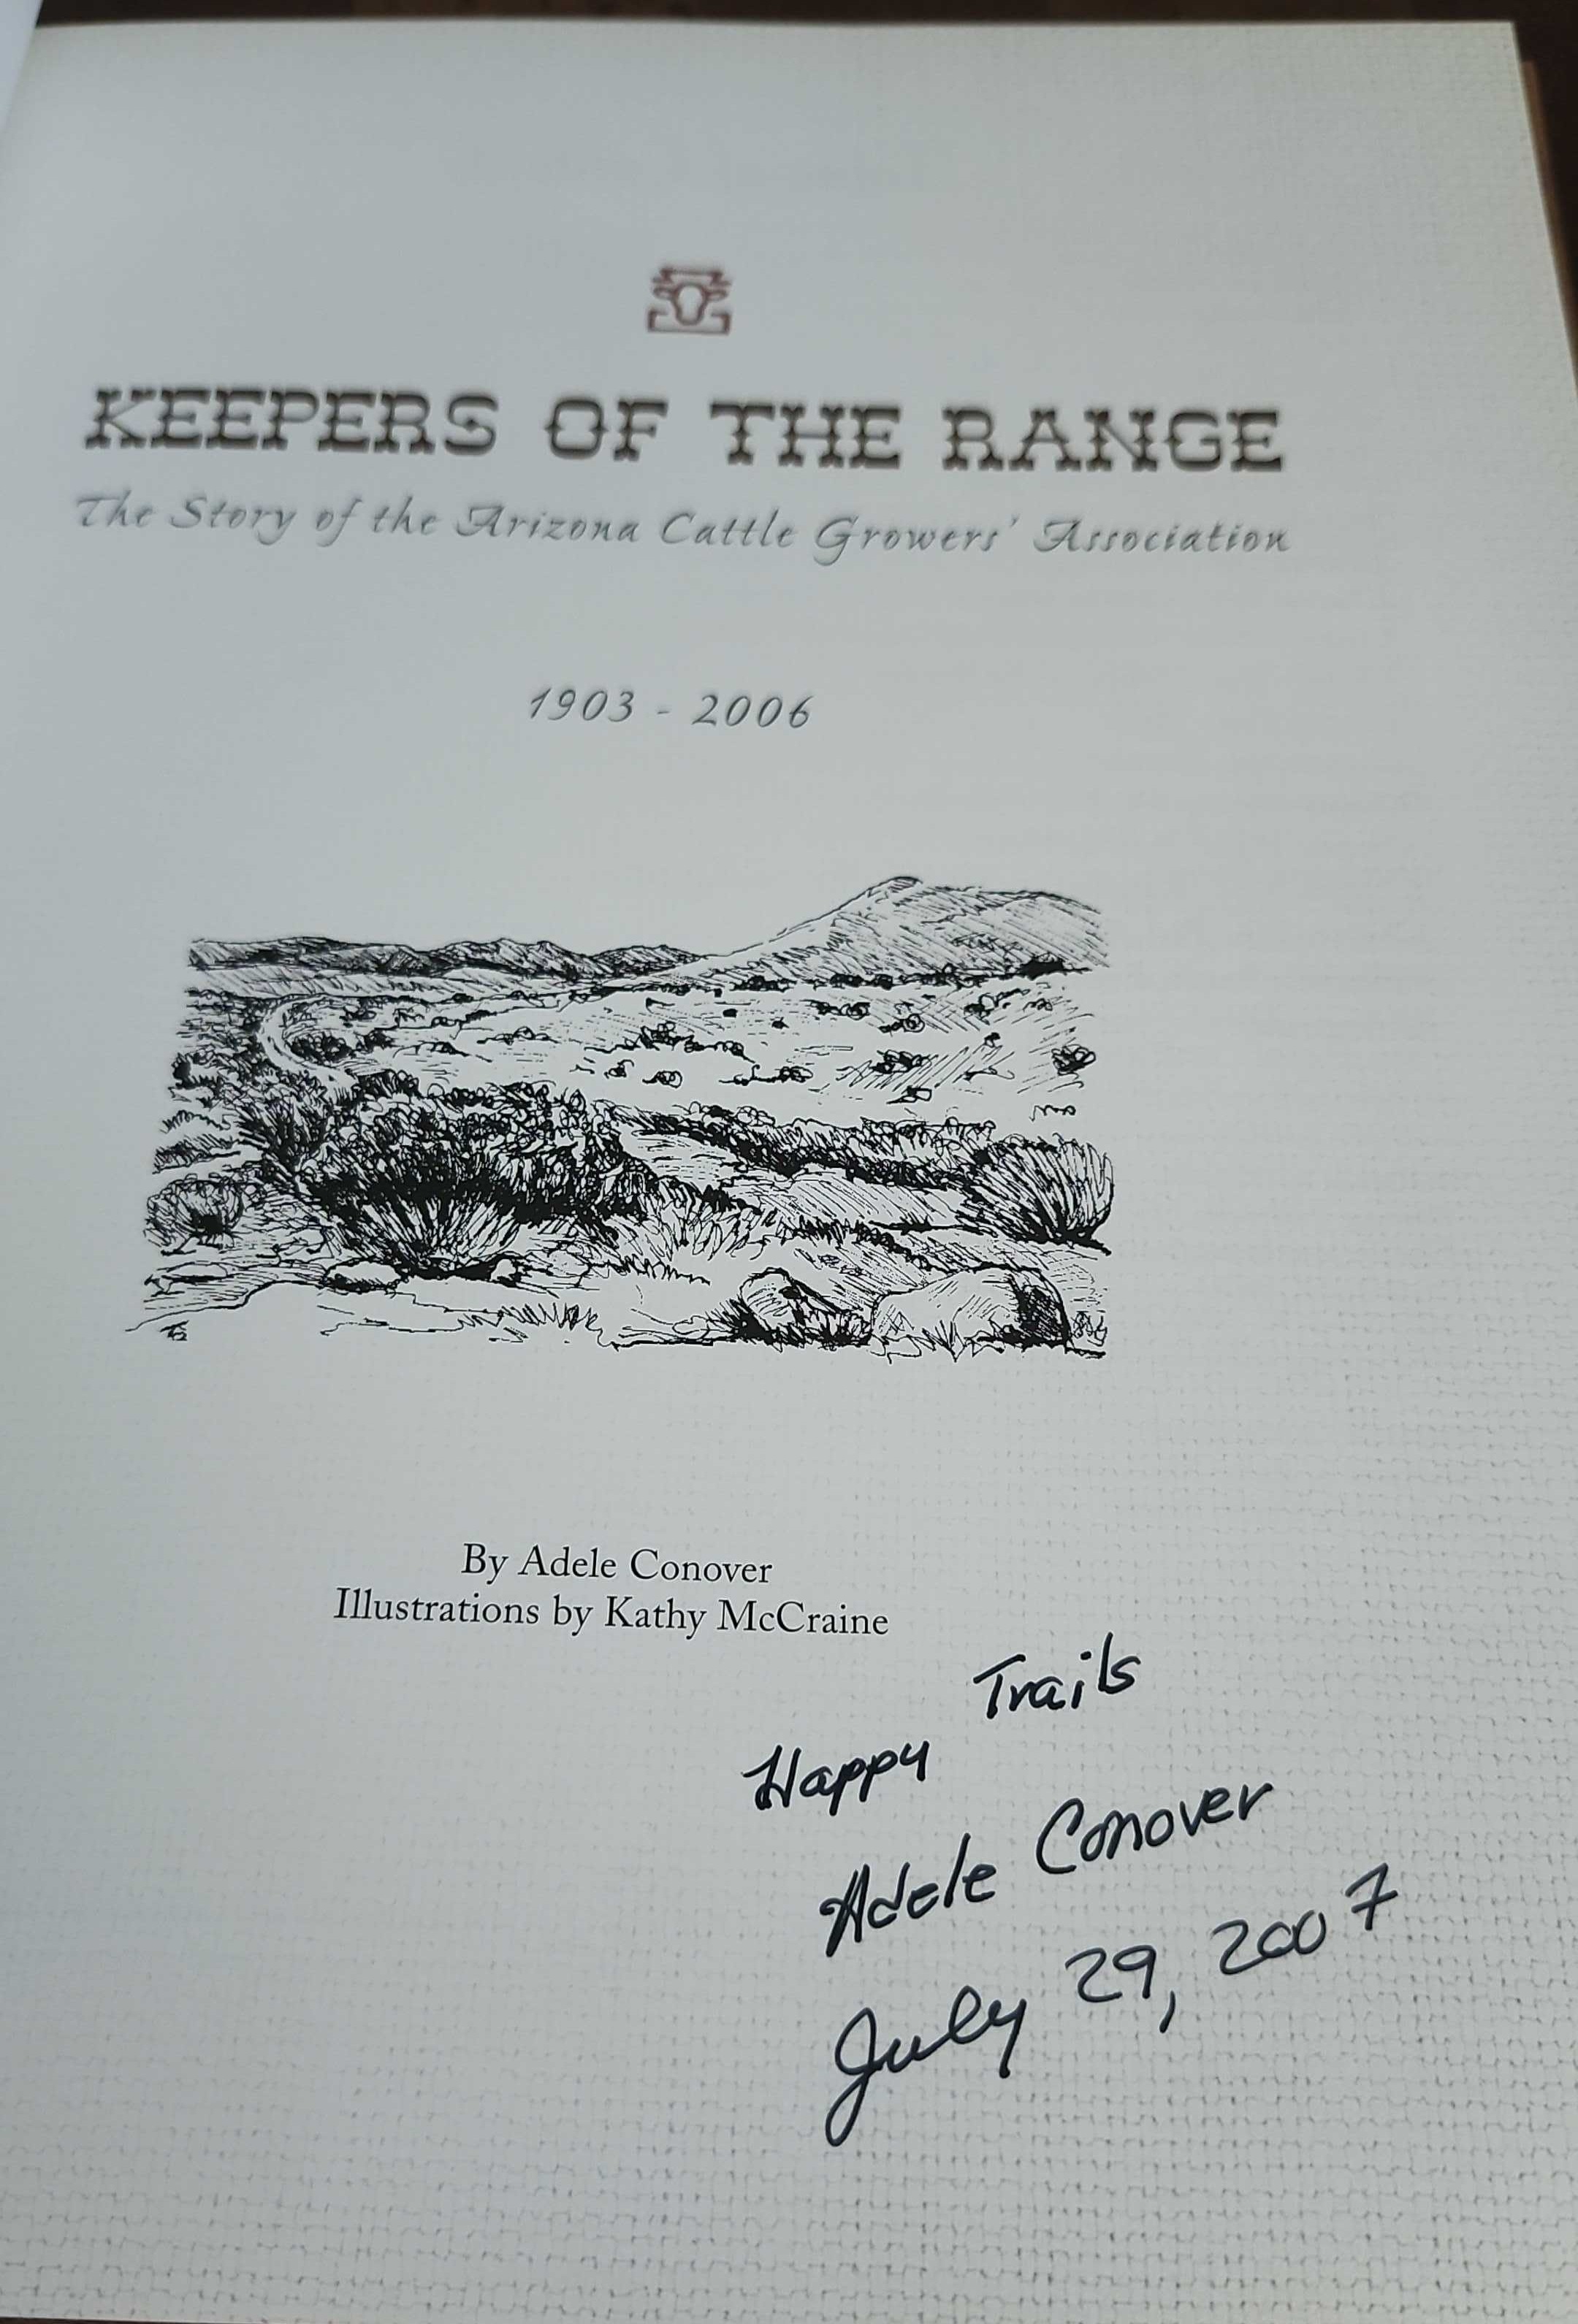 KEEPERS OF THE RANGE
The Story of the Arizona Cattle Growers' Association
1903 - 2006
By Adele Conover
Illustrations by Kathy McCraine
Happy Trails
Adele Conover
July 29, 2007